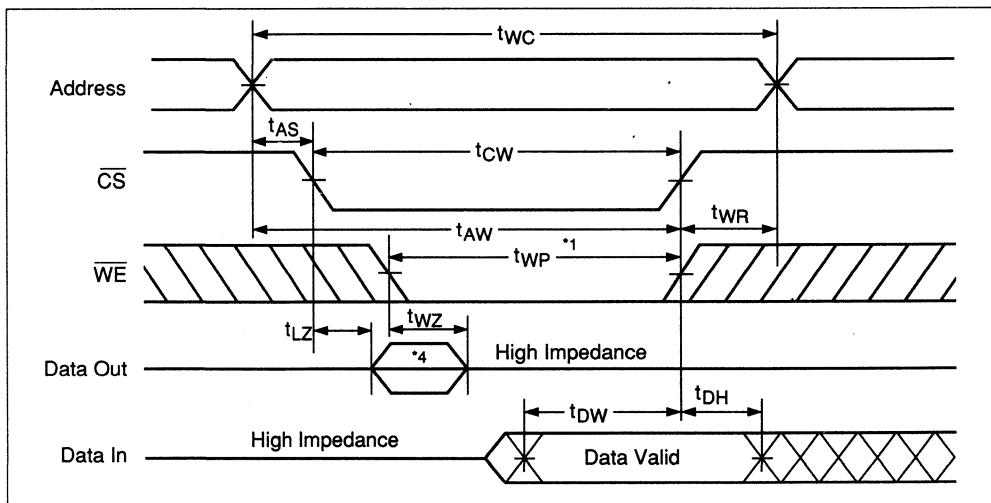 tWC
Address
tAS
tCW
CS
tWR
tAW
WE
tWP *1
tLZ
tWZ
Data Out
*4
High Impedance
tDW
tDH
Data In
High Impedance
Data Valid